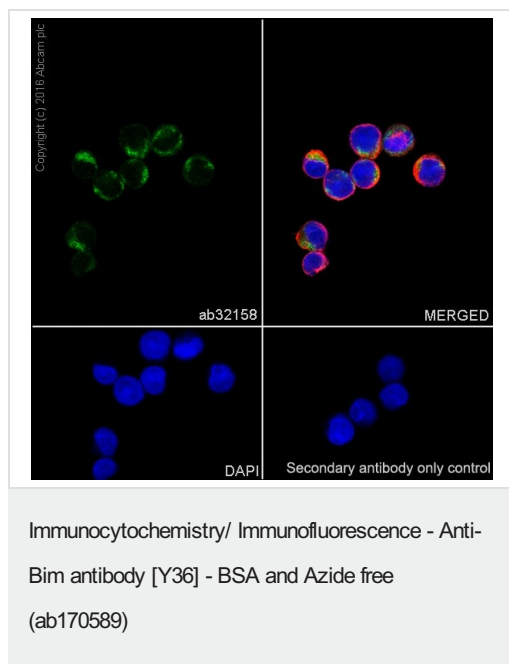 Copyright (c) 2016 Abcam plc
ab32158
MERGED
DAPI
Secondary antibody only control
Immunocytochemistry/ Immunofluorescence - Anti-
Bim antibody [Y36] - BSA and Azide free
(ab170589)